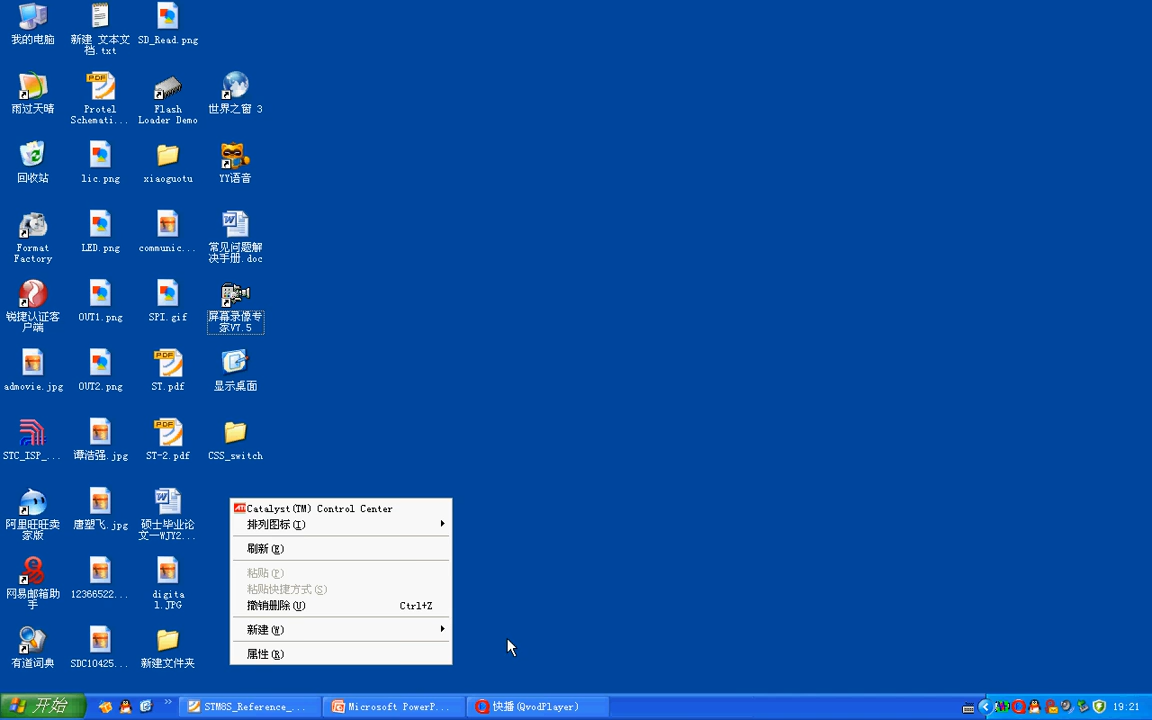 我的电脑
新建 文本文
档.txt
SD_Read.png
雨过天晴
Protel
Schemati...
Flash
Loader Demo
世界之窗 3
回收站
lic.png
xiaoguotu
YY语音
Format
Factory
LED.png
communic...
常见问题解
决手册.doc
锐捷认证客
户端
OUT1.png
SPI.gif
屏幕录像专
家V7.5
admovie.jpg
OUT2.png
ST.pdf
显示桌面
STC_ISP_...
谭浩强.jpg
ST-2.pdf
CSS_switch
阿里旺旺卖
家版
唐塑飞.jpg
硕士毕业论
文—WJY2...
网易邮箱助
手
12366522...
digita
l.JPG
有道词典
SDC10425...
新建文件夹
Catalyst(TM) Control Center
排列图标(I)
刷新(E)
粘贴(P)
粘贴快捷方式(S)
撤销删除(U) Ctrl+Z
新建(W)
属性(R)
开始
STM8S_Reference_...
Microsoft PowerP...
快播(QvodPlayer)
19:21